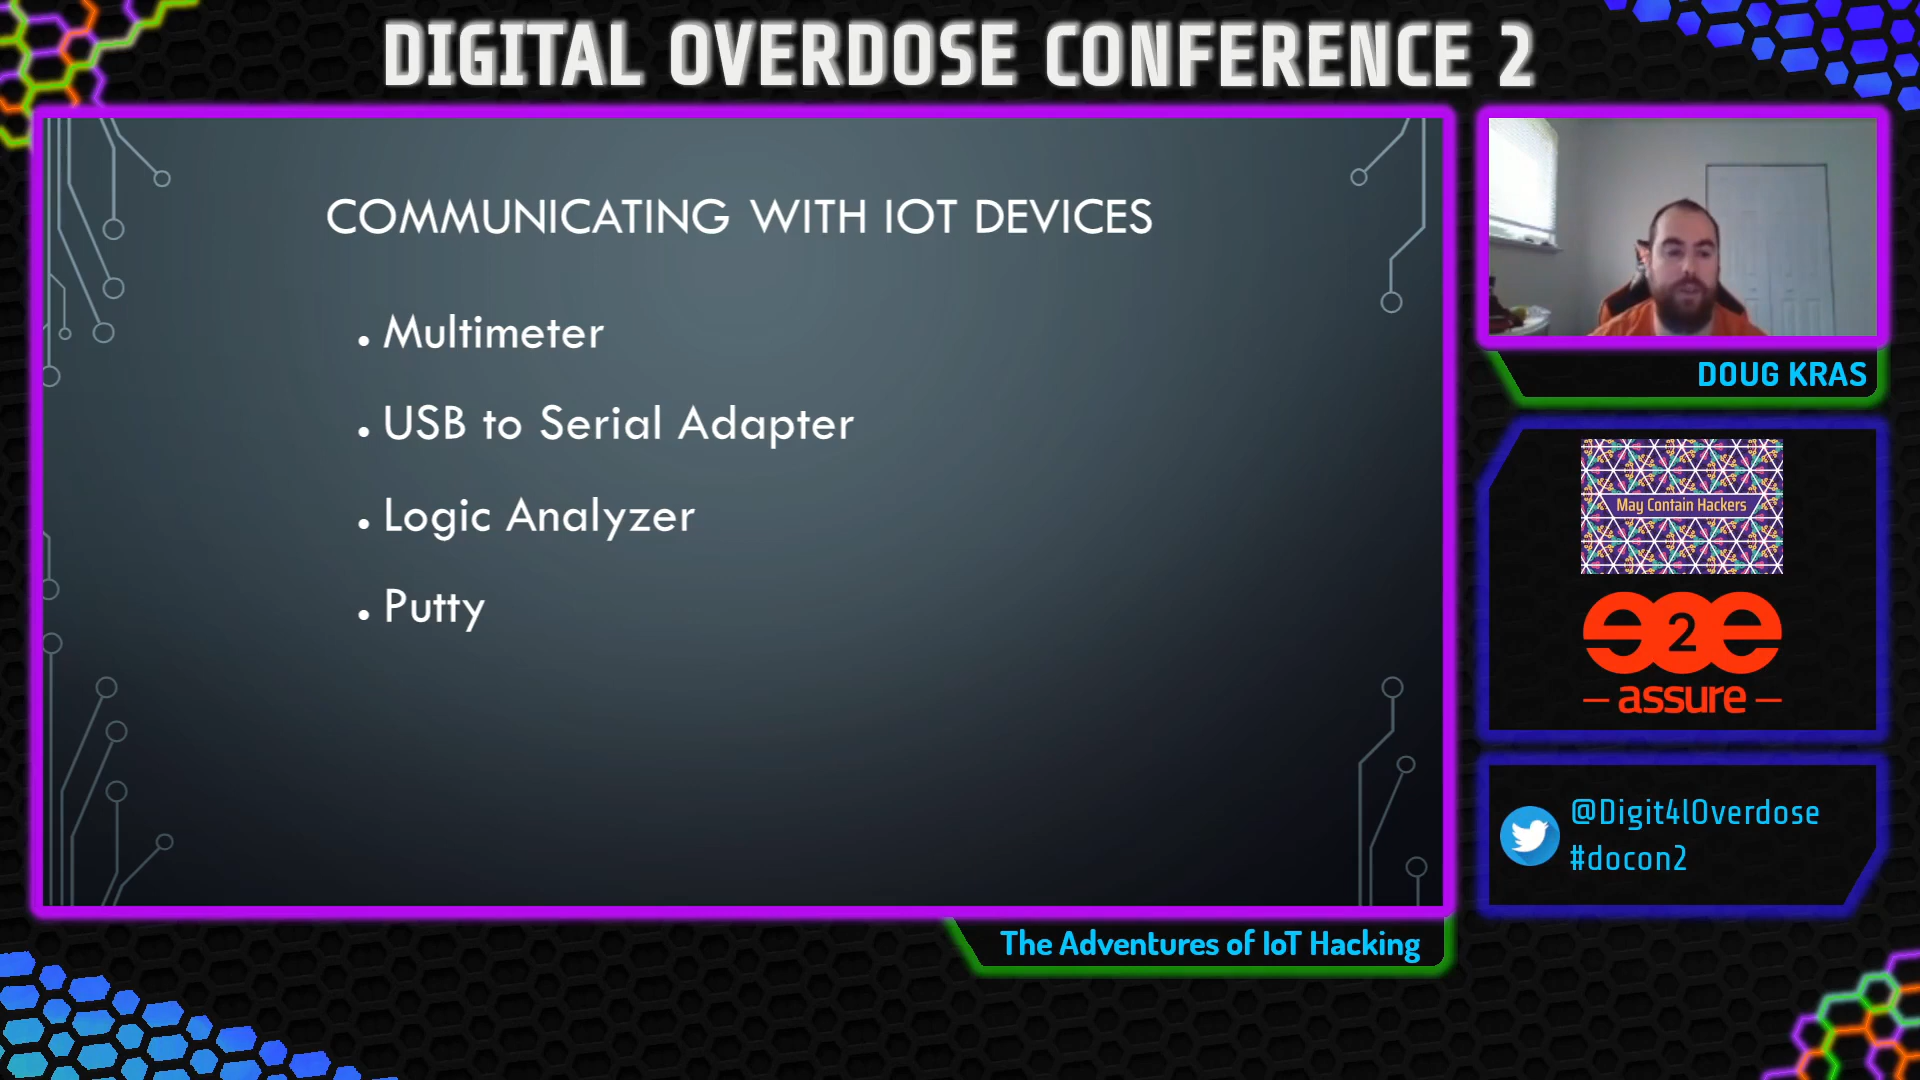 DIGITAL OVERDOSE CONFERENCE 2
COMMUNICATING WITH IOT DEVICES
• Multimeter
• USB to Serial Adapter
• Logic Analyzer
• Putty
DOUG KRAS
May Contain Hackers
e2e
– assure –
@Digit4lOverdose
#docon2
The Adventures of IoT Hacking